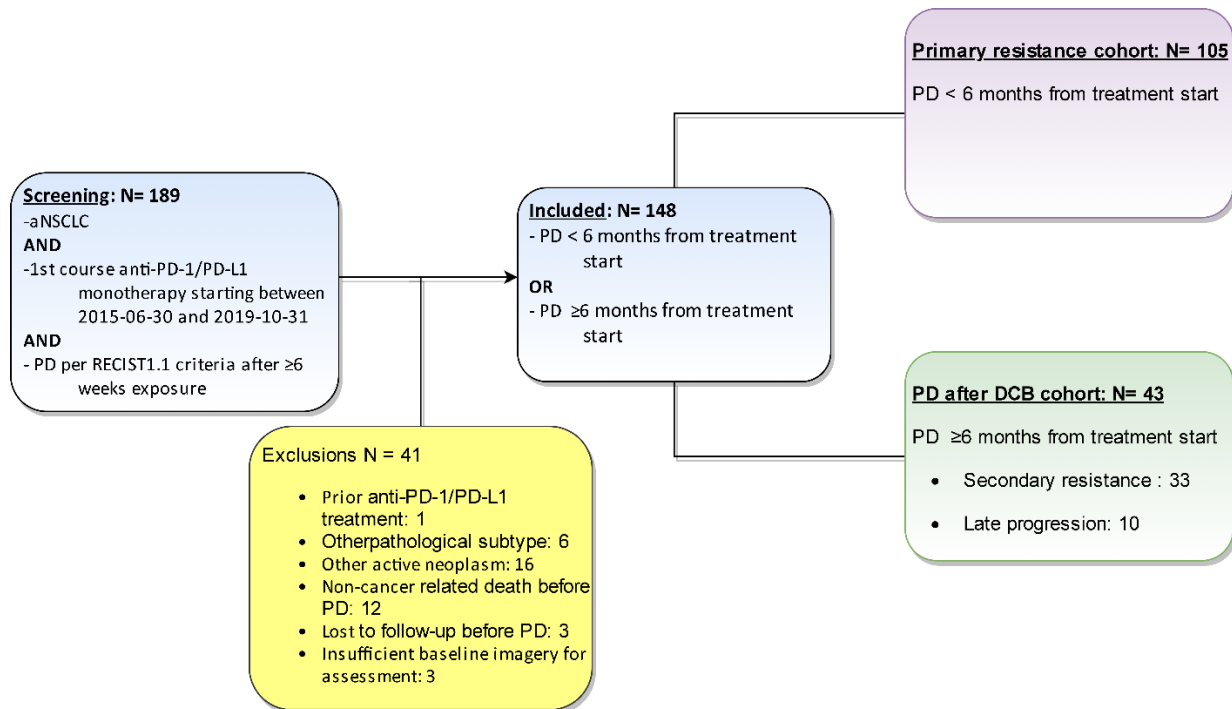 Screening: N= 189
-aNSCLC
AND
-1st course anti-PD-1/PD-L1
monotherapy starting between
2015-06-30 and 2019-10-31
AND
- PD per RECIST1.1 criteria after ≥6
weeks exposure
Exclusions N = 41
• Prior anti-PD-1/PD-L1
treatment: 1
• Otherpathological subtype: 6
• Other active neoplasm: 16
• Non-cancer related death before
PD: 12
• Lost to follow-up before PD: 3
• Insufficient baseline imagery for
assessment: 3
Included: N= 148
- PD < 6 months from treatment
start
OR
- PD ≥6 months from treatment
start
Primary resistance cohort: N= 105
PD < 6 months from treatment start
PD after DCB cohort: N= 43
PD ≥6 months from treatment start
• Secondary resistance : 33
• Late progression: 10